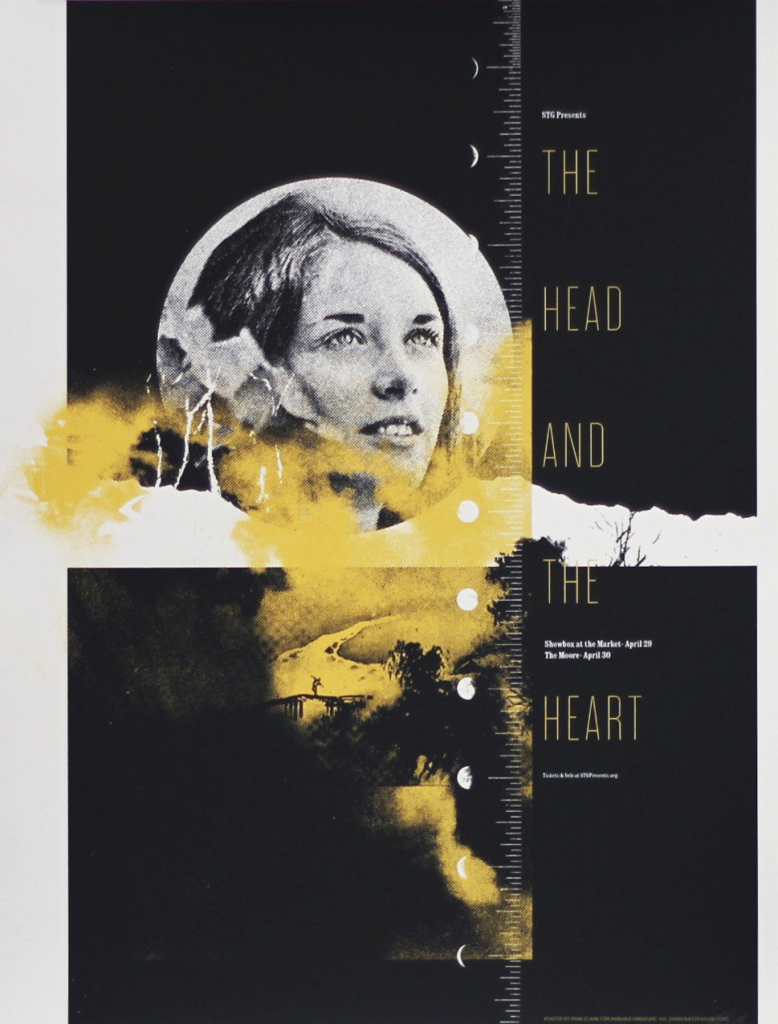 STG Presents
THE
HEAD
AND
THE
Showbox at the Market - April 29
The Moore - April 30
HEART
Tickets & Info at STGPresents.org